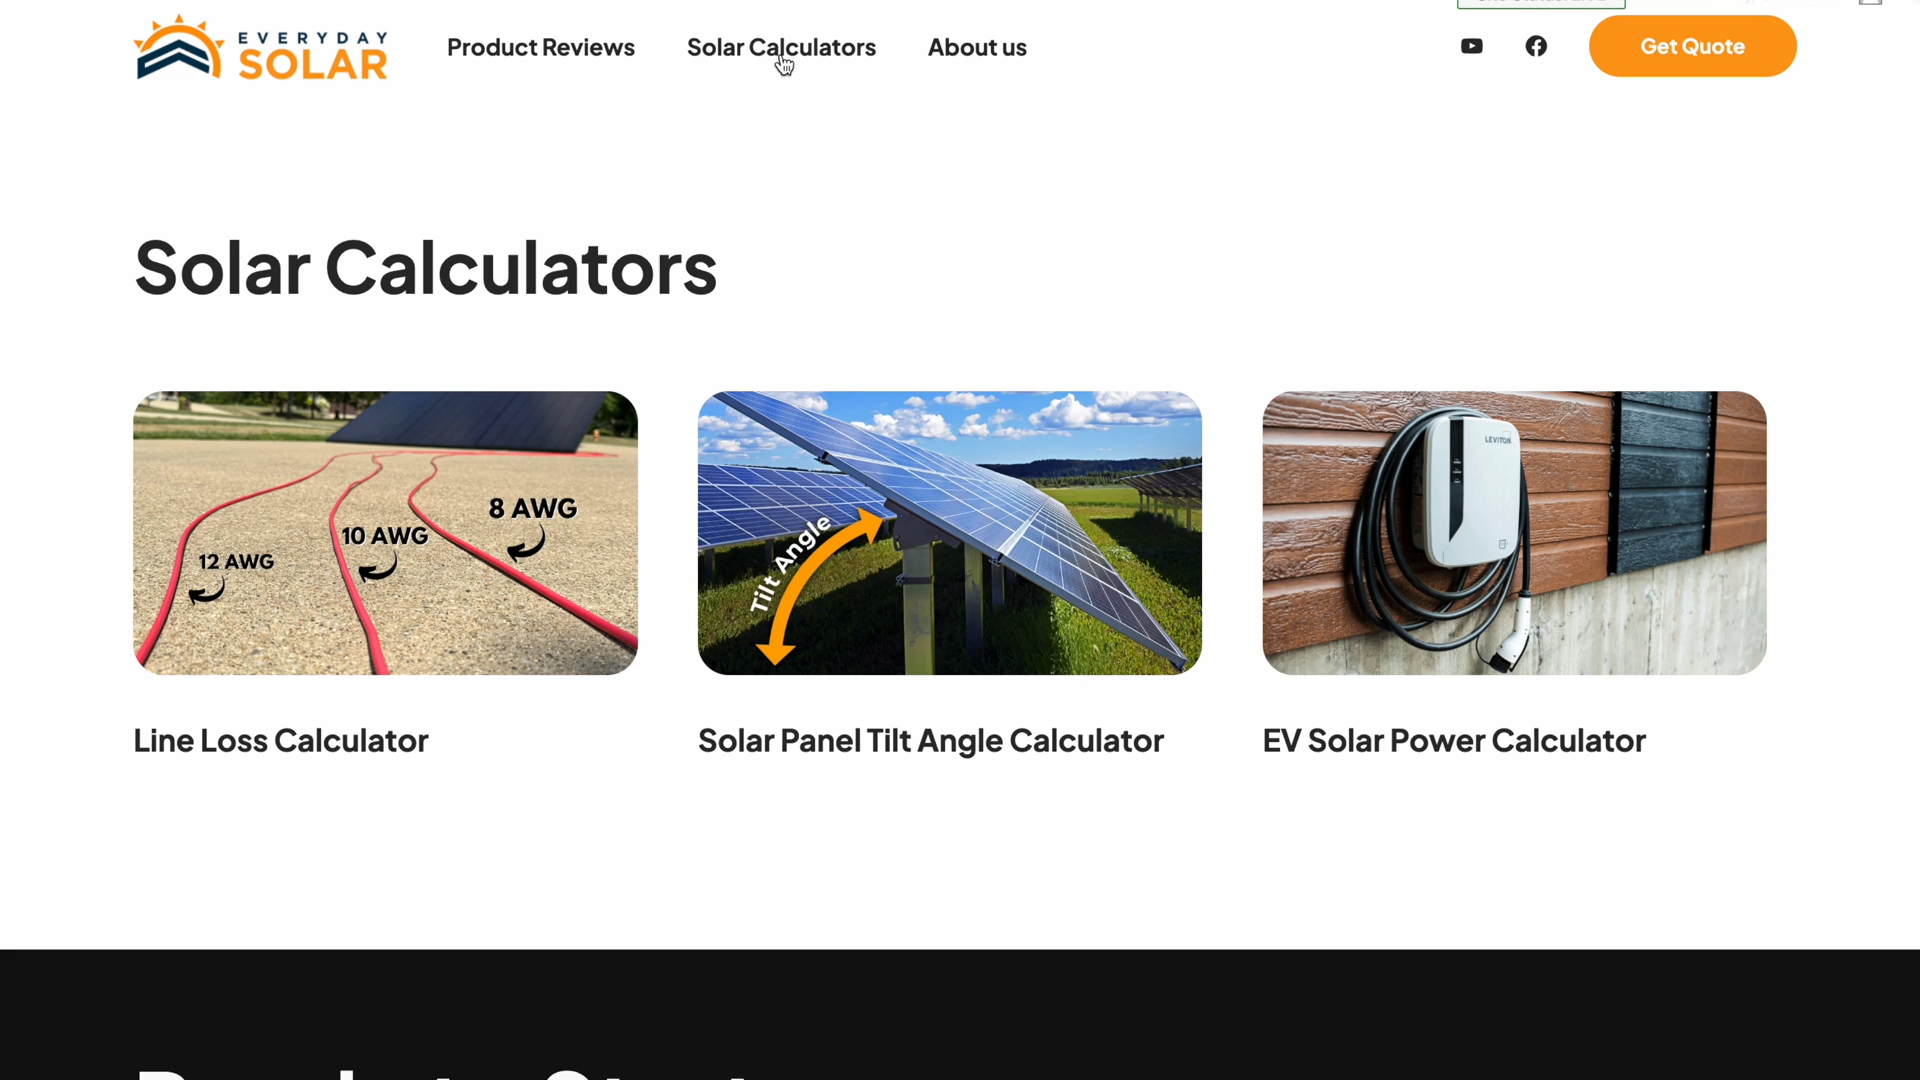 EVERYDAY
SOLAR
Product Reviews
Solar Calculators
About us
Get Quote
Solar Calculators
12 AWG
10 AWG
8 AWG
Tilt Angle
LEVITON
Line Loss Calculator
Solar Panel Tilt Angle Calculator
EV Solar Power Calculator